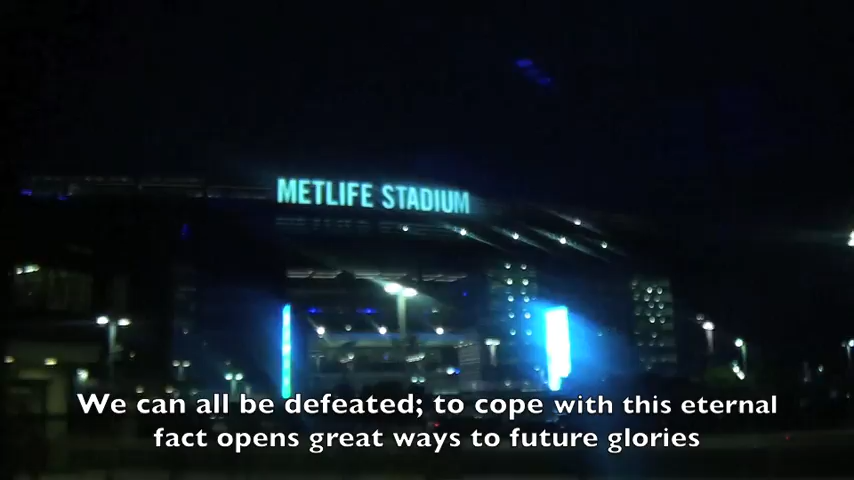 METLIFE STADIUM
We can all be defeated; to cope with this eternal
fact opens great ways to future glories